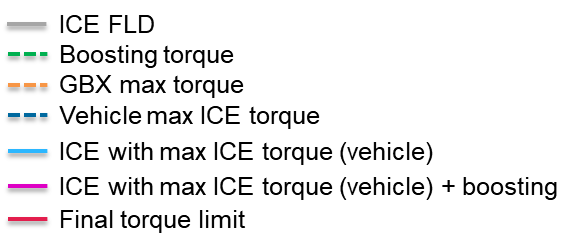 ICE FLD
Boosting torque
GBX max torque
Vehicle max ICE torque
ICE with max ICE torque (vehicle)
ICE with max ICE torque (vehicle) + boosting
Final torque limit